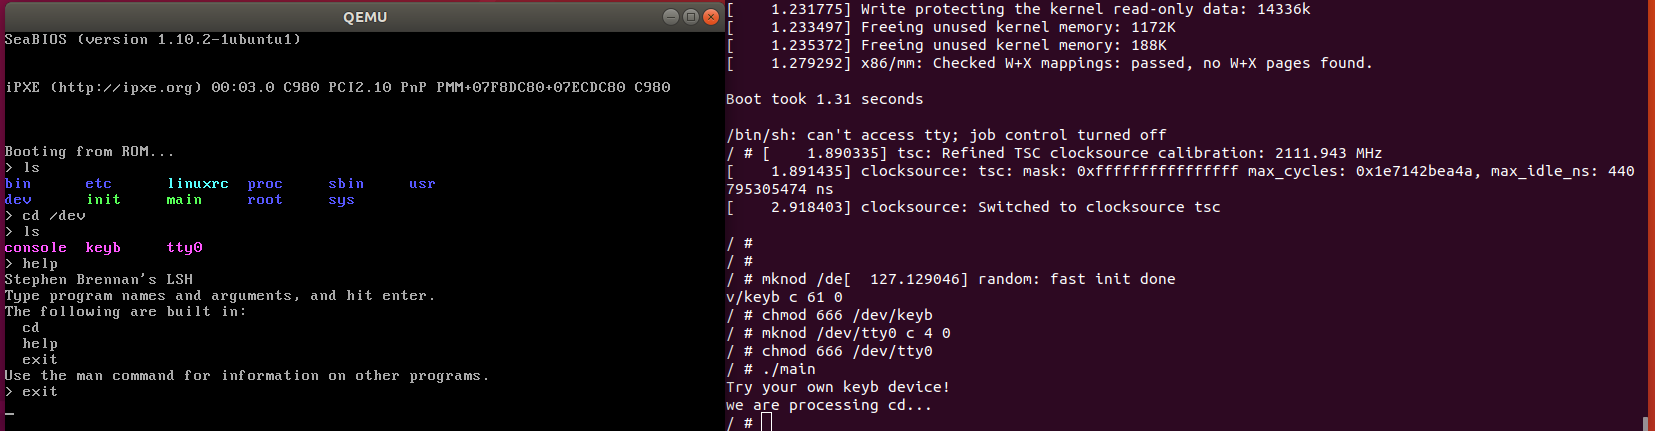 QEMU
SeaBIOS (version 1.10.2-1ubuntu1)
iPXE (http://ipxe.org) 00:03.0 C980 PCI2.10 PnP PMM+07F8DC80+07ECDC80 C980
Booting from ROM...
> ls
bin etc linuxrc proc sbin usr
dev init main root sys
> cd /dev
> ls
console keyb tty0
> help
Stephen Brennan's LSH
Type program names and arguments, and hit enter.
The following are built in:
cd
help
exit
Use the man command for information on other programs.
> exit
_
[ 1.231775] Write protecting the kernel read-only data: 14336k
[ 1.233497] Freeing unused kernel memory: 1172K
[ 1.235372] Freeing unused kernel memory: 188K
[ 1.279292] x86/mm: Checked W+X mappings: passed, no W+X pages found.
Boot took 1.31 seconds
/bin/sh: can't access tty; job control turned off
/ # [ 1.890335] tsc: Refined TSC clocksource calibration: 2111.943 MHz
[ 1.891435] clocksource: tsc: mask: 0xffffffffffffffff max_cycles: 0x1e7142bea4a, max_idle_ns: 440
795305474 ns
[ 2.918403] clocksource: Switched to clocksource tsc
/ #
/ #
/ # mknod /de[ 127.129046] random: fast init done
v/keyb c 61 0
/ # chmod 666 /dev/keyb
/ # mknod /dev/tty0 c 4 0
/ # chmod 666 /dev/tty0
/ # ./main
Try your own keyb device!
we are processing cd...
/ #